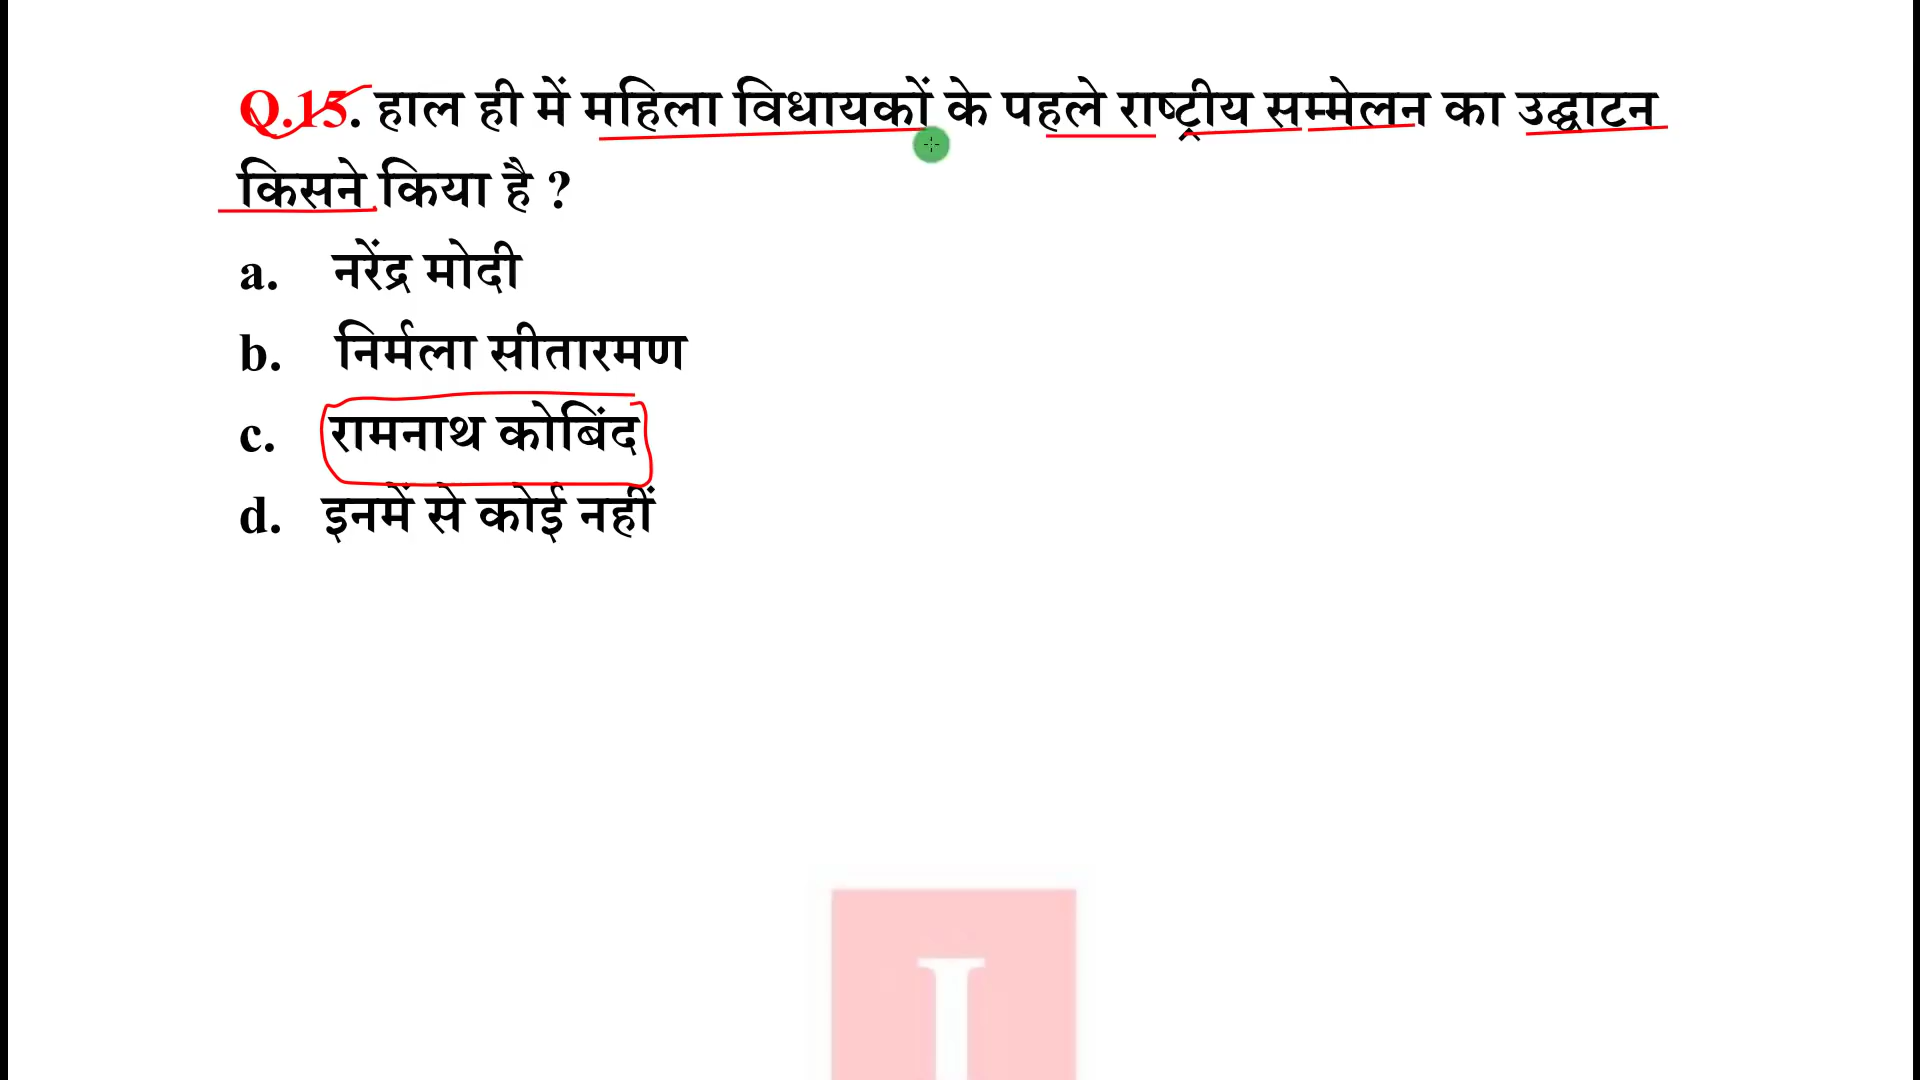 Q.15. हाल ही में महिला विधायकों के पहले राष्ट्रीय सम्मेलन का उद्घाटन
किसने किया है ?
a. नरेंद्र मोदी
b. निर्मला सीतारमण
c. रामनाथ कोबिंद
d. इनमें से कोई नहीं
I